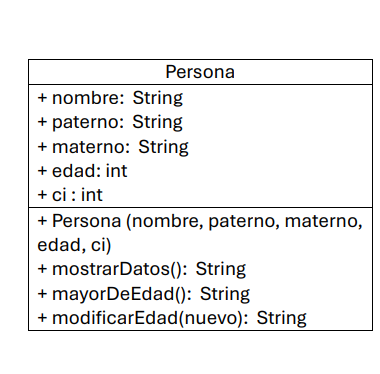 Persona
+ nombre: String
+ paterno: String
+ materno: String
+ edad: int
+ ci : int
+ Persona (nombre, paterno, materno,
edad, ci)
+ mostrarDatos(): String
+ mayorDeEdad(): String
+ modificarEdad(nuevo): String